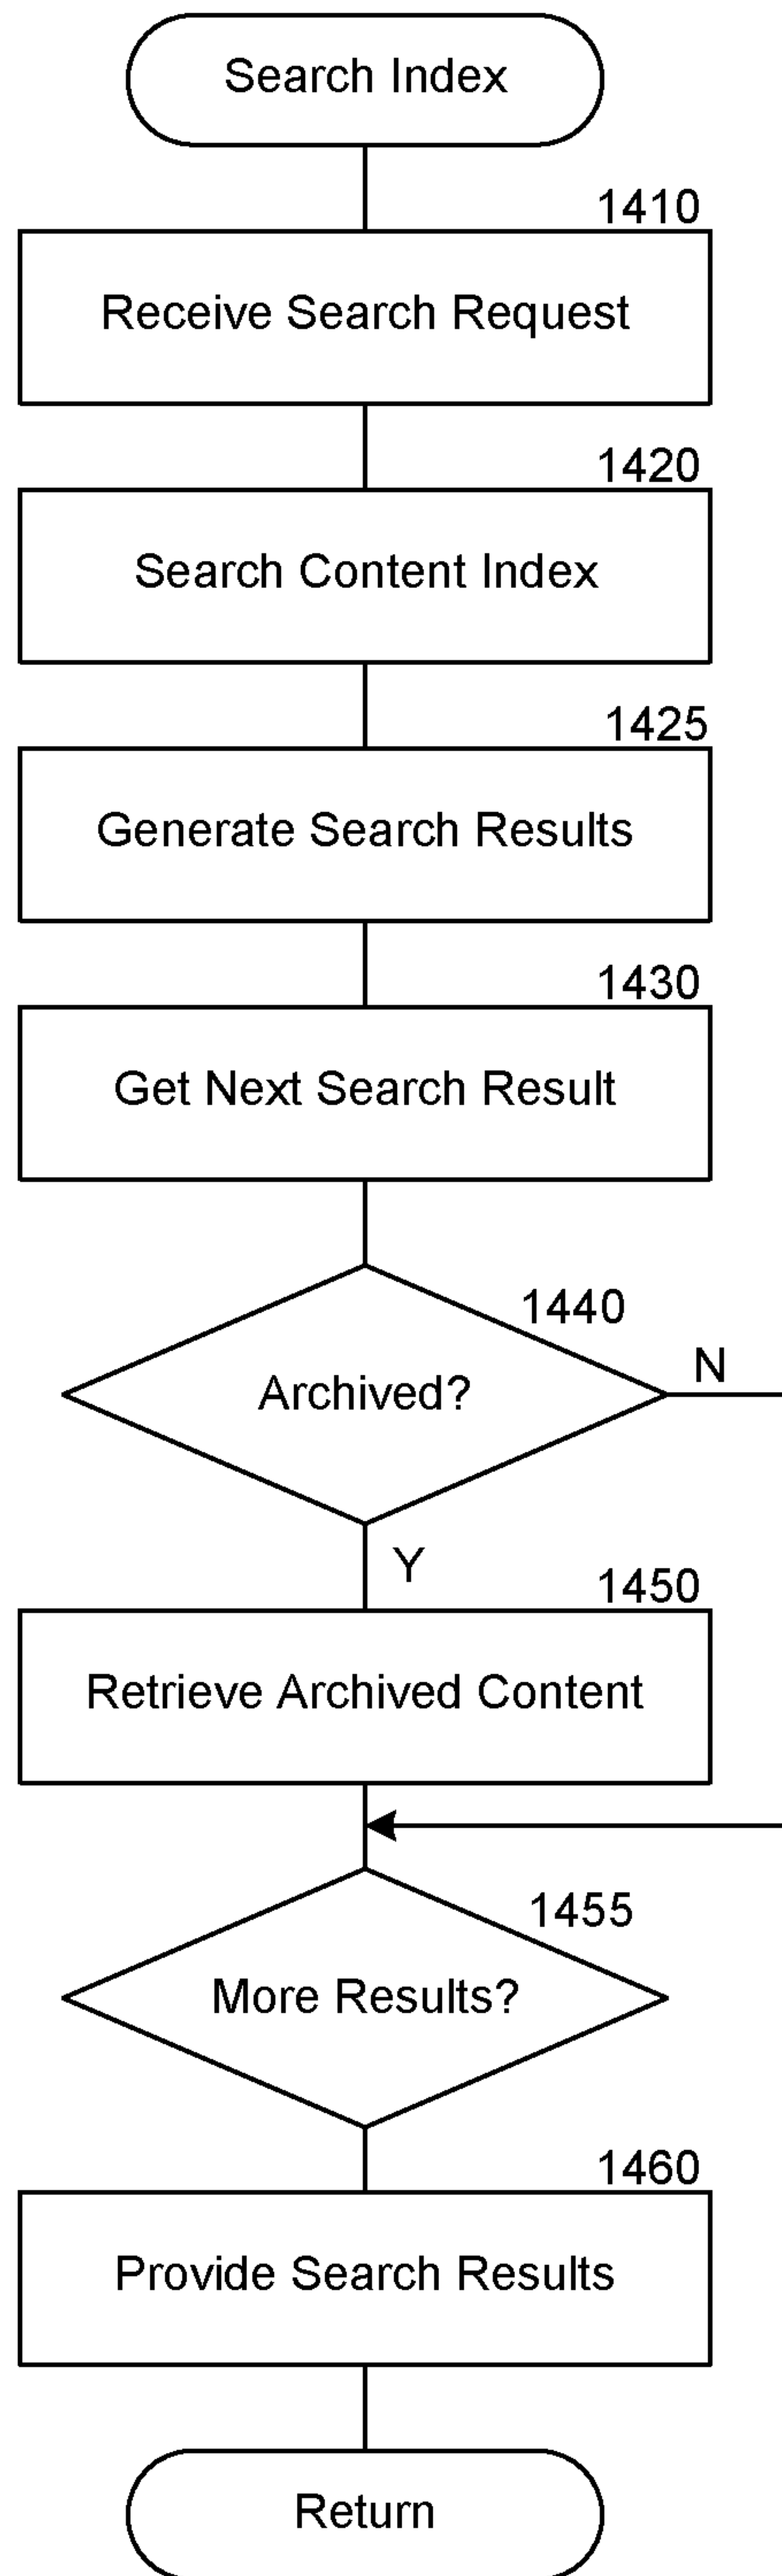 Search Index
1410
Receive Search Request
1420
Search Content Index
1425
Generate Search Results
1430
Get Next Search Result
1440
Archived?
N
Y
1450
Retrieve Archived Content
1455
More Results?
1460
Provide Search Results
Return